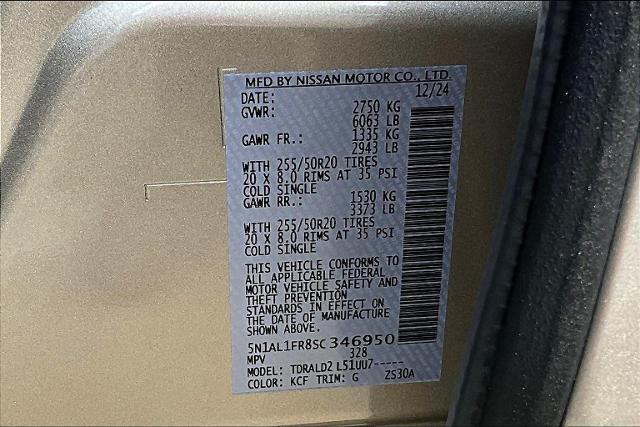 MFD BY NISSAN MOTOR CO., LTD.
DATE: 12/24
GVWR: 2750 KG
6063 LB
GAWR FR.: 1335 KG
2943 LB
WITH 255/50R20 TIRES
20 X 8.0 RIMS AT 35 PSI
COLD SINGLE
GAWR RR.: 1530 KG
3373 LB
WITH 255/50R20 TIRES
20 X 8.0 RIMS AT 35 PSI
COLD SINGLE
THIS VEHICLE CONFORMS TO
ALL APPLICABLE FEDERAL
MOTOR VEHICLE SAFETY AND
THEFT PREVENTION
STANDARDS IN EFFECT ON
THE DATE OF MANUFACTURE
SHOWN ABOVE.
5N1AL1FR8SC346950
MPV 328
MODEL: TDRALD2 L51UU7-----
COLOR: KCF TRIM: G ZS30A